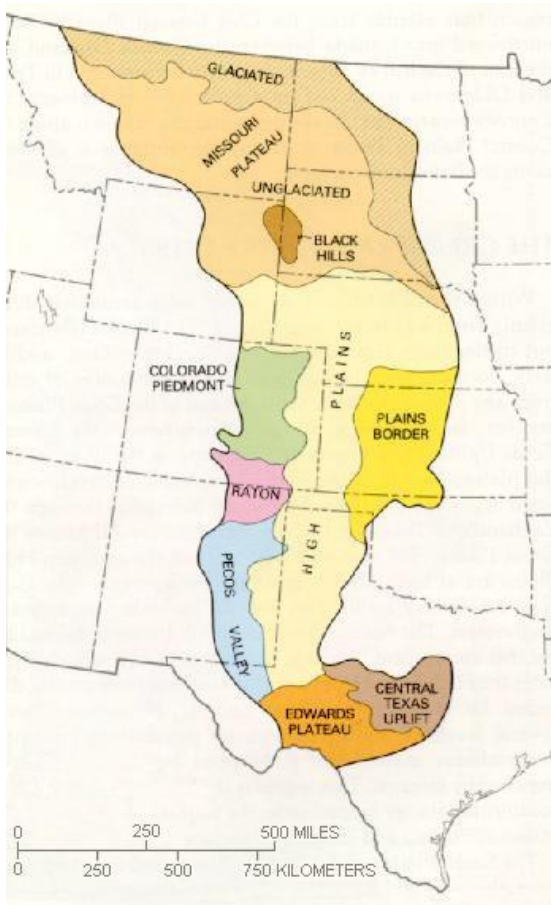 GLACIATED
MISSOURI
PLATEAU
UNGLACIATED
BLACK
HILLS
COLORADO
PIEDMONT
PLAINS
PLAINS
BORDER
RATON
HIGH
PECOS
VALLEY
CENTRAL
TEXAS
UPLIFT
EDWARDS
PLATEAU
0 250 500 MILES
0 250 500 750 KILOMETERS